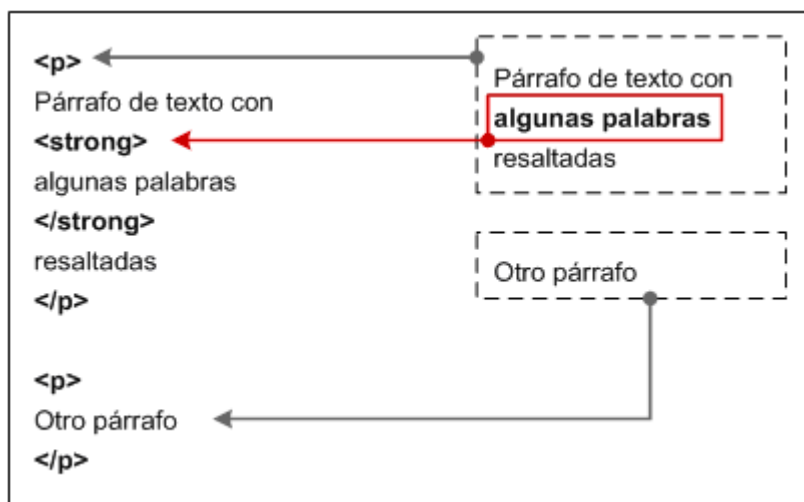 <p>
Párrafo de texto con
<strong>
algunas palabras
</strong>
resaltadas
</p>
<p>
Otro párrafo
</p>
Párrafo de texto con
algunas palabras
resaltadas
Otro párrafo